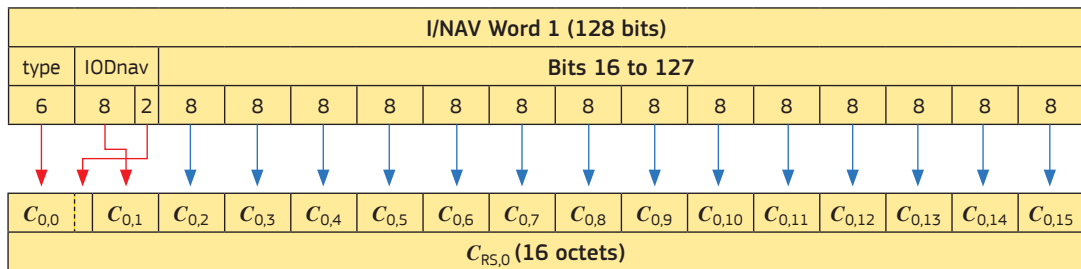 I/NAV Word 1 (128 bits)
type IODnav Bits 16 to 127
6 8 2 8 8 8 8 8 8 8 8 8 8 8 8 8 8
C0,0 C0,1 C0,2 C0,3 C0,4 C0,5 C0,6 C0,7 C0,8 C0,9 C0,10 C0,11 C0,12 C0,13 C0,14 C0,15
CRS,0 (16 octets)